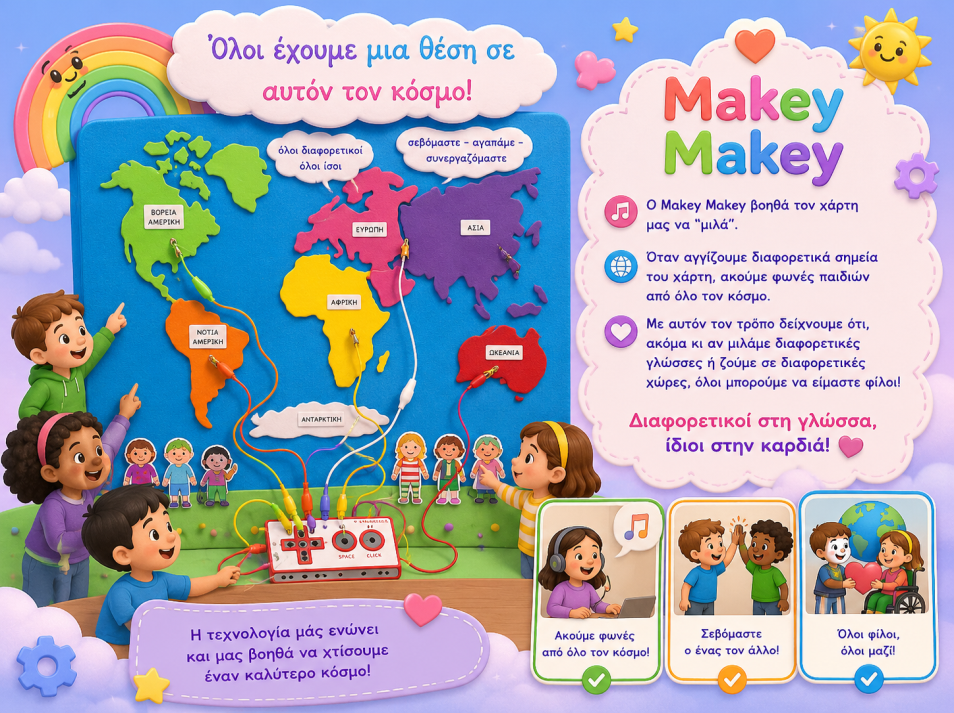 Όλοι έχουμε μια θέση σε
αυτόν τον κόσμο!
όλοι διαφορετικοί
όλοι ίσοι
σεβόμαστε - αγαπάμε -
συνεργαζόμαστε
ΒΟΡΕΙΑ
ΑΜΕΡΙΚΗ
ΕΥΡΩΠΗ
ΑΣΙΑ
ΑΦΡΙΚΗ
ΝΟΤΙΑ
ΑΜΕΡΙΚΗ
ΩΚΕΑΝΙΑ
ΑΝΤΑΡΚΤΙΚΗ
SPACE
CLICK
Η τεχνολογία μάς ενώνει
και μας βοηθά να χτίσουμε
έναν καλύτερο κόσμο!
Makey
Makey
Ο Makey Makey βοηθά τον χάρτη
μας να "μιλά".
Όταν αγγίζουμε διαφορετικά σημεία
του χάρτη, ακούμε φωνές παιδιών
από όλο τον κόσμο.
Με αυτόν τον τρόπο δείχνουμε ότι,
ακόμα κι αν μιλάμε διαφορετικές
γλώσσες ή ζούμε σε διαφορετικές
χώρες, όλοι μπορούμε να είμαστε φίλοι!
Διαφορετικοί στη γλώσσα,
ίδιοι στην καρδιά!
Ακούμε φωνές
από όλο τον κόσμο!
Σεβόμαστε
ο ένας τον άλλο!
Όλοι φίλοι,
όλοι μαζί!